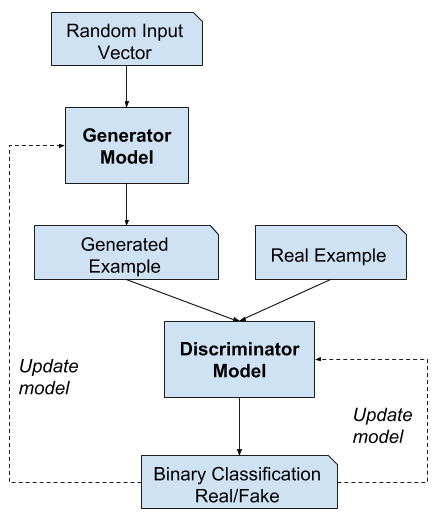 Random Input
Vector
Generator
Model
Generated
Example
Real Example
Discriminator
Model
Update
model
Update
model
Binary Classification
Real/Fake